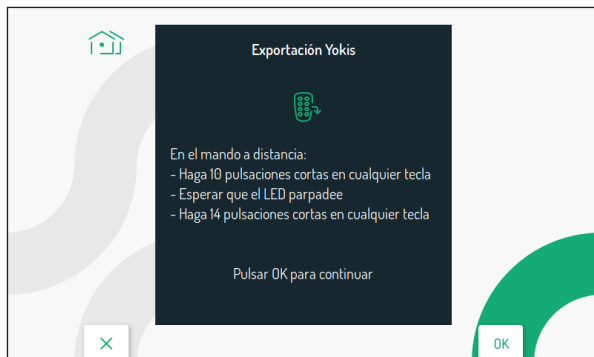 Exportación Yokis
En el mando a distancia:
- Haga 10 pulsaciones cortas en cualquier tecla
- Esperar que el LED parpadee
- Haga 14 pulsaciones cortas en cualquier tecla
Pulsar OK para continuar
OK